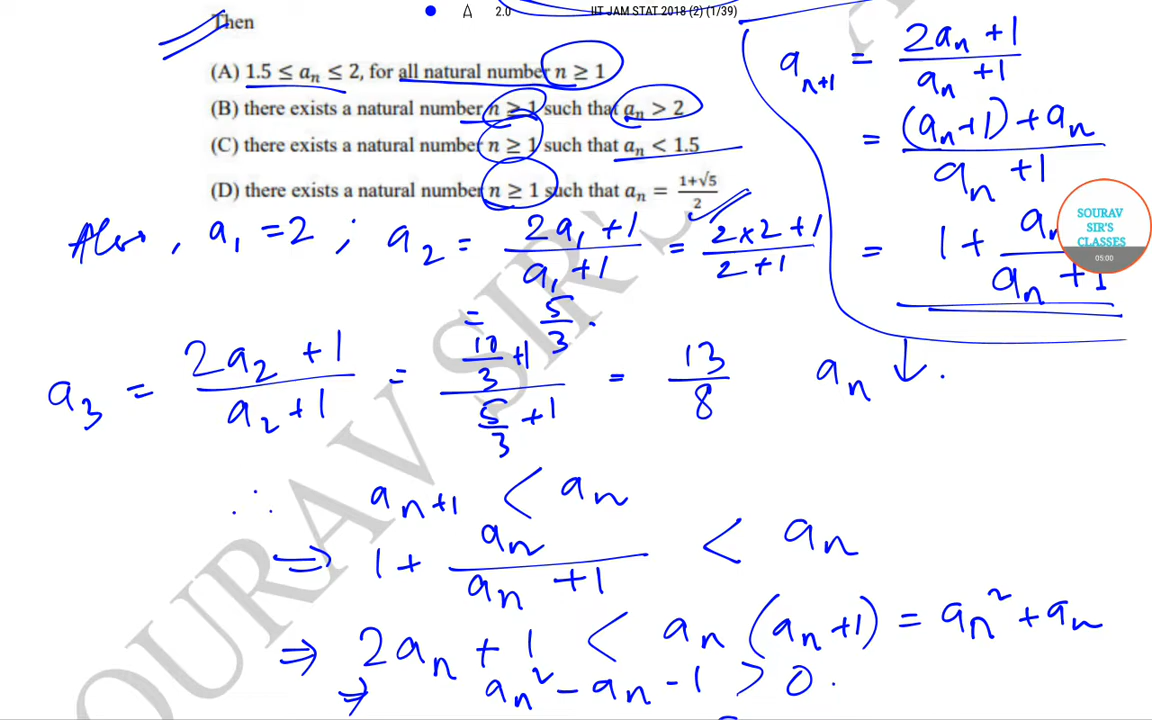 2.0 IIT JAM STAT 2018 (2) (1/39)
Then
(A) 1.5 ≤ aₙ ≤ 2, for all natural number n ≥ 1
(B) there exists a natural number n ≥ 1 such that aₙ > 2
(C) there exists a natural number n ≥ 1 such that aₙ < 1.5
(D) there exists a natural number n ≥ 1 such that aₙ = (1+√5)/2
aₙ₊₁ = (2aₙ + 1)/(aₙ + 1)
= ((aₙ+1) + aₙ)/(aₙ + 1)
= 1 + aₙ/(aₙ + 1)
SOURAV
SIR'S
CLASSES
05:00
Also, a₁ = 2 ; a₂ = (2a₁ + 1)/(a₁ + 1) = (2×2+1)/(2+1)
= 5/3 .
a₃ = (2a₂ + 1)/(a₂ + 1) = (10/3 + 1)/(5/3 + 1) = 13/8 aₙ ↓ .
∴ aₙ₊₁ < aₙ
⇒ 1 + aₙ/(aₙ + 1) < aₙ
⇒ 2aₙ + 1 < aₙ (aₙ + 1) = aₙ² + aₙ
⇒ aₙ² − aₙ − 1 > 0 .